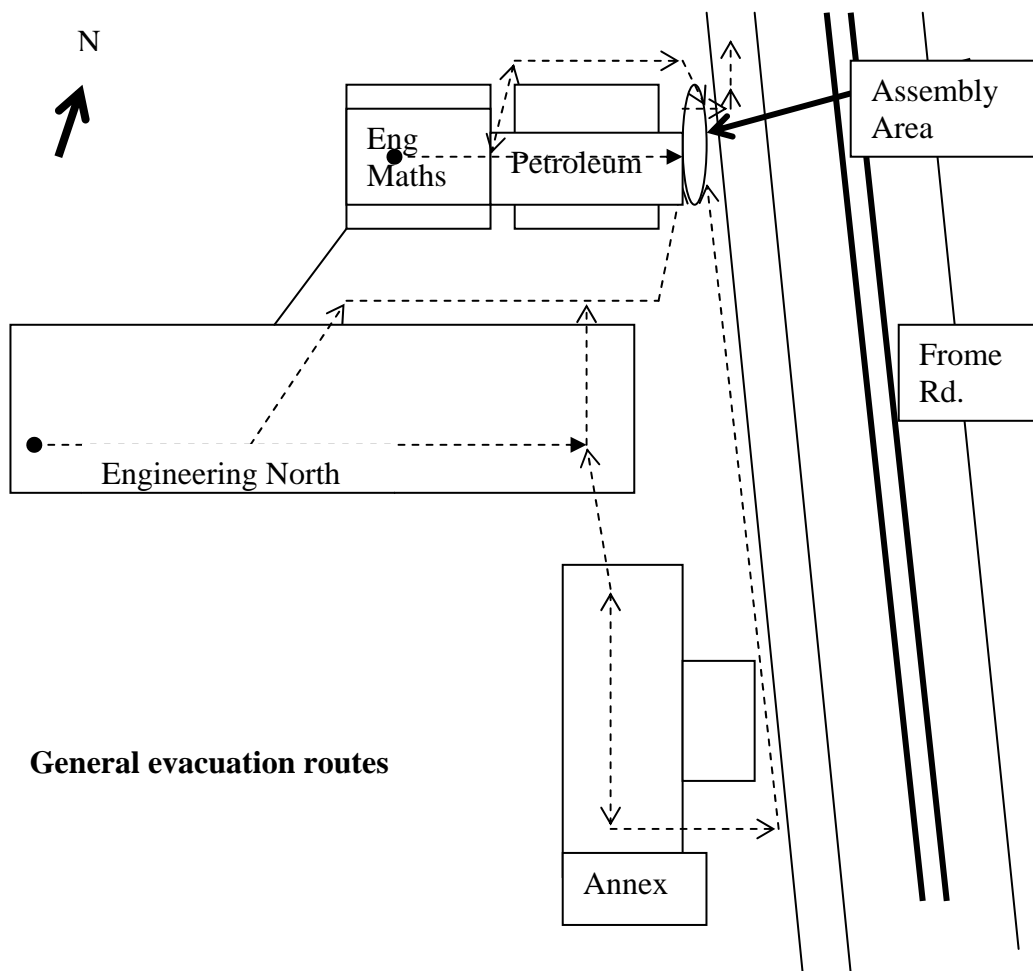 N
Eng
Maths
Petroleum
Assembly
Area
Frome
Rd.
Engineering North
General evacuation routes
Annex